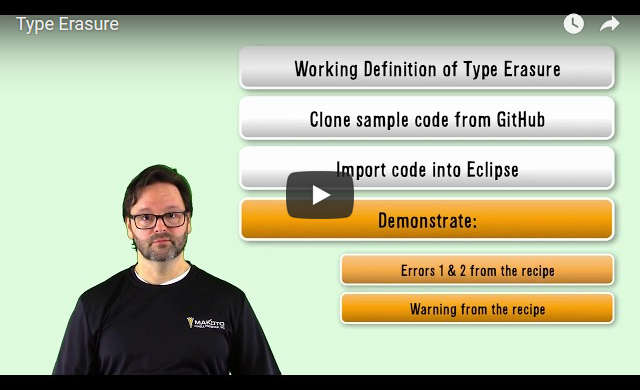 Type Erasure
Working Definition of Type Erasure
Clone sample code from GitHub
Import code into Eclipse
Demonstrate:
Errors 1 & 2 from the recipe
Warning from the recipe
MAKOTO